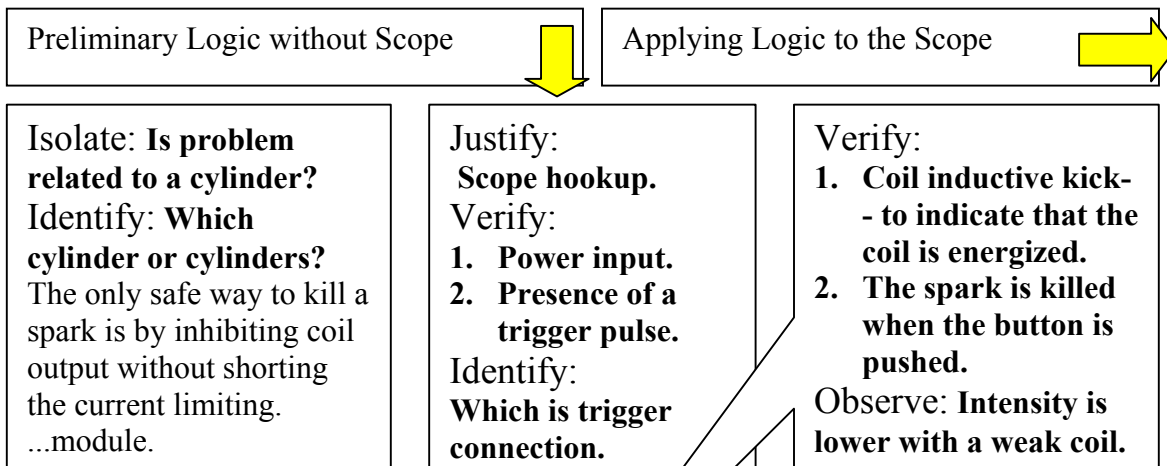 Preliminary Logic without Scope
Applying Logic to the Scope
Isolate: Is problem
related to a cylinder?
Identify: Which
cylinder or cylinders?
The only safe way to kill a
spark is by inhibiting coil
output without shorting
the current limiting.
...module.
Justify:
Scope hookup.
Verify:
1. Power input.
2. Presence of a
trigger pulse.
Identify:
Which is trigger
connection.
Verify:
1. Coil inductive kick-
- to indicate that the
coil is energized.
2. The spark is killed
when the button is
pushed.
Observe: Intensity is
lower with a weak coil.